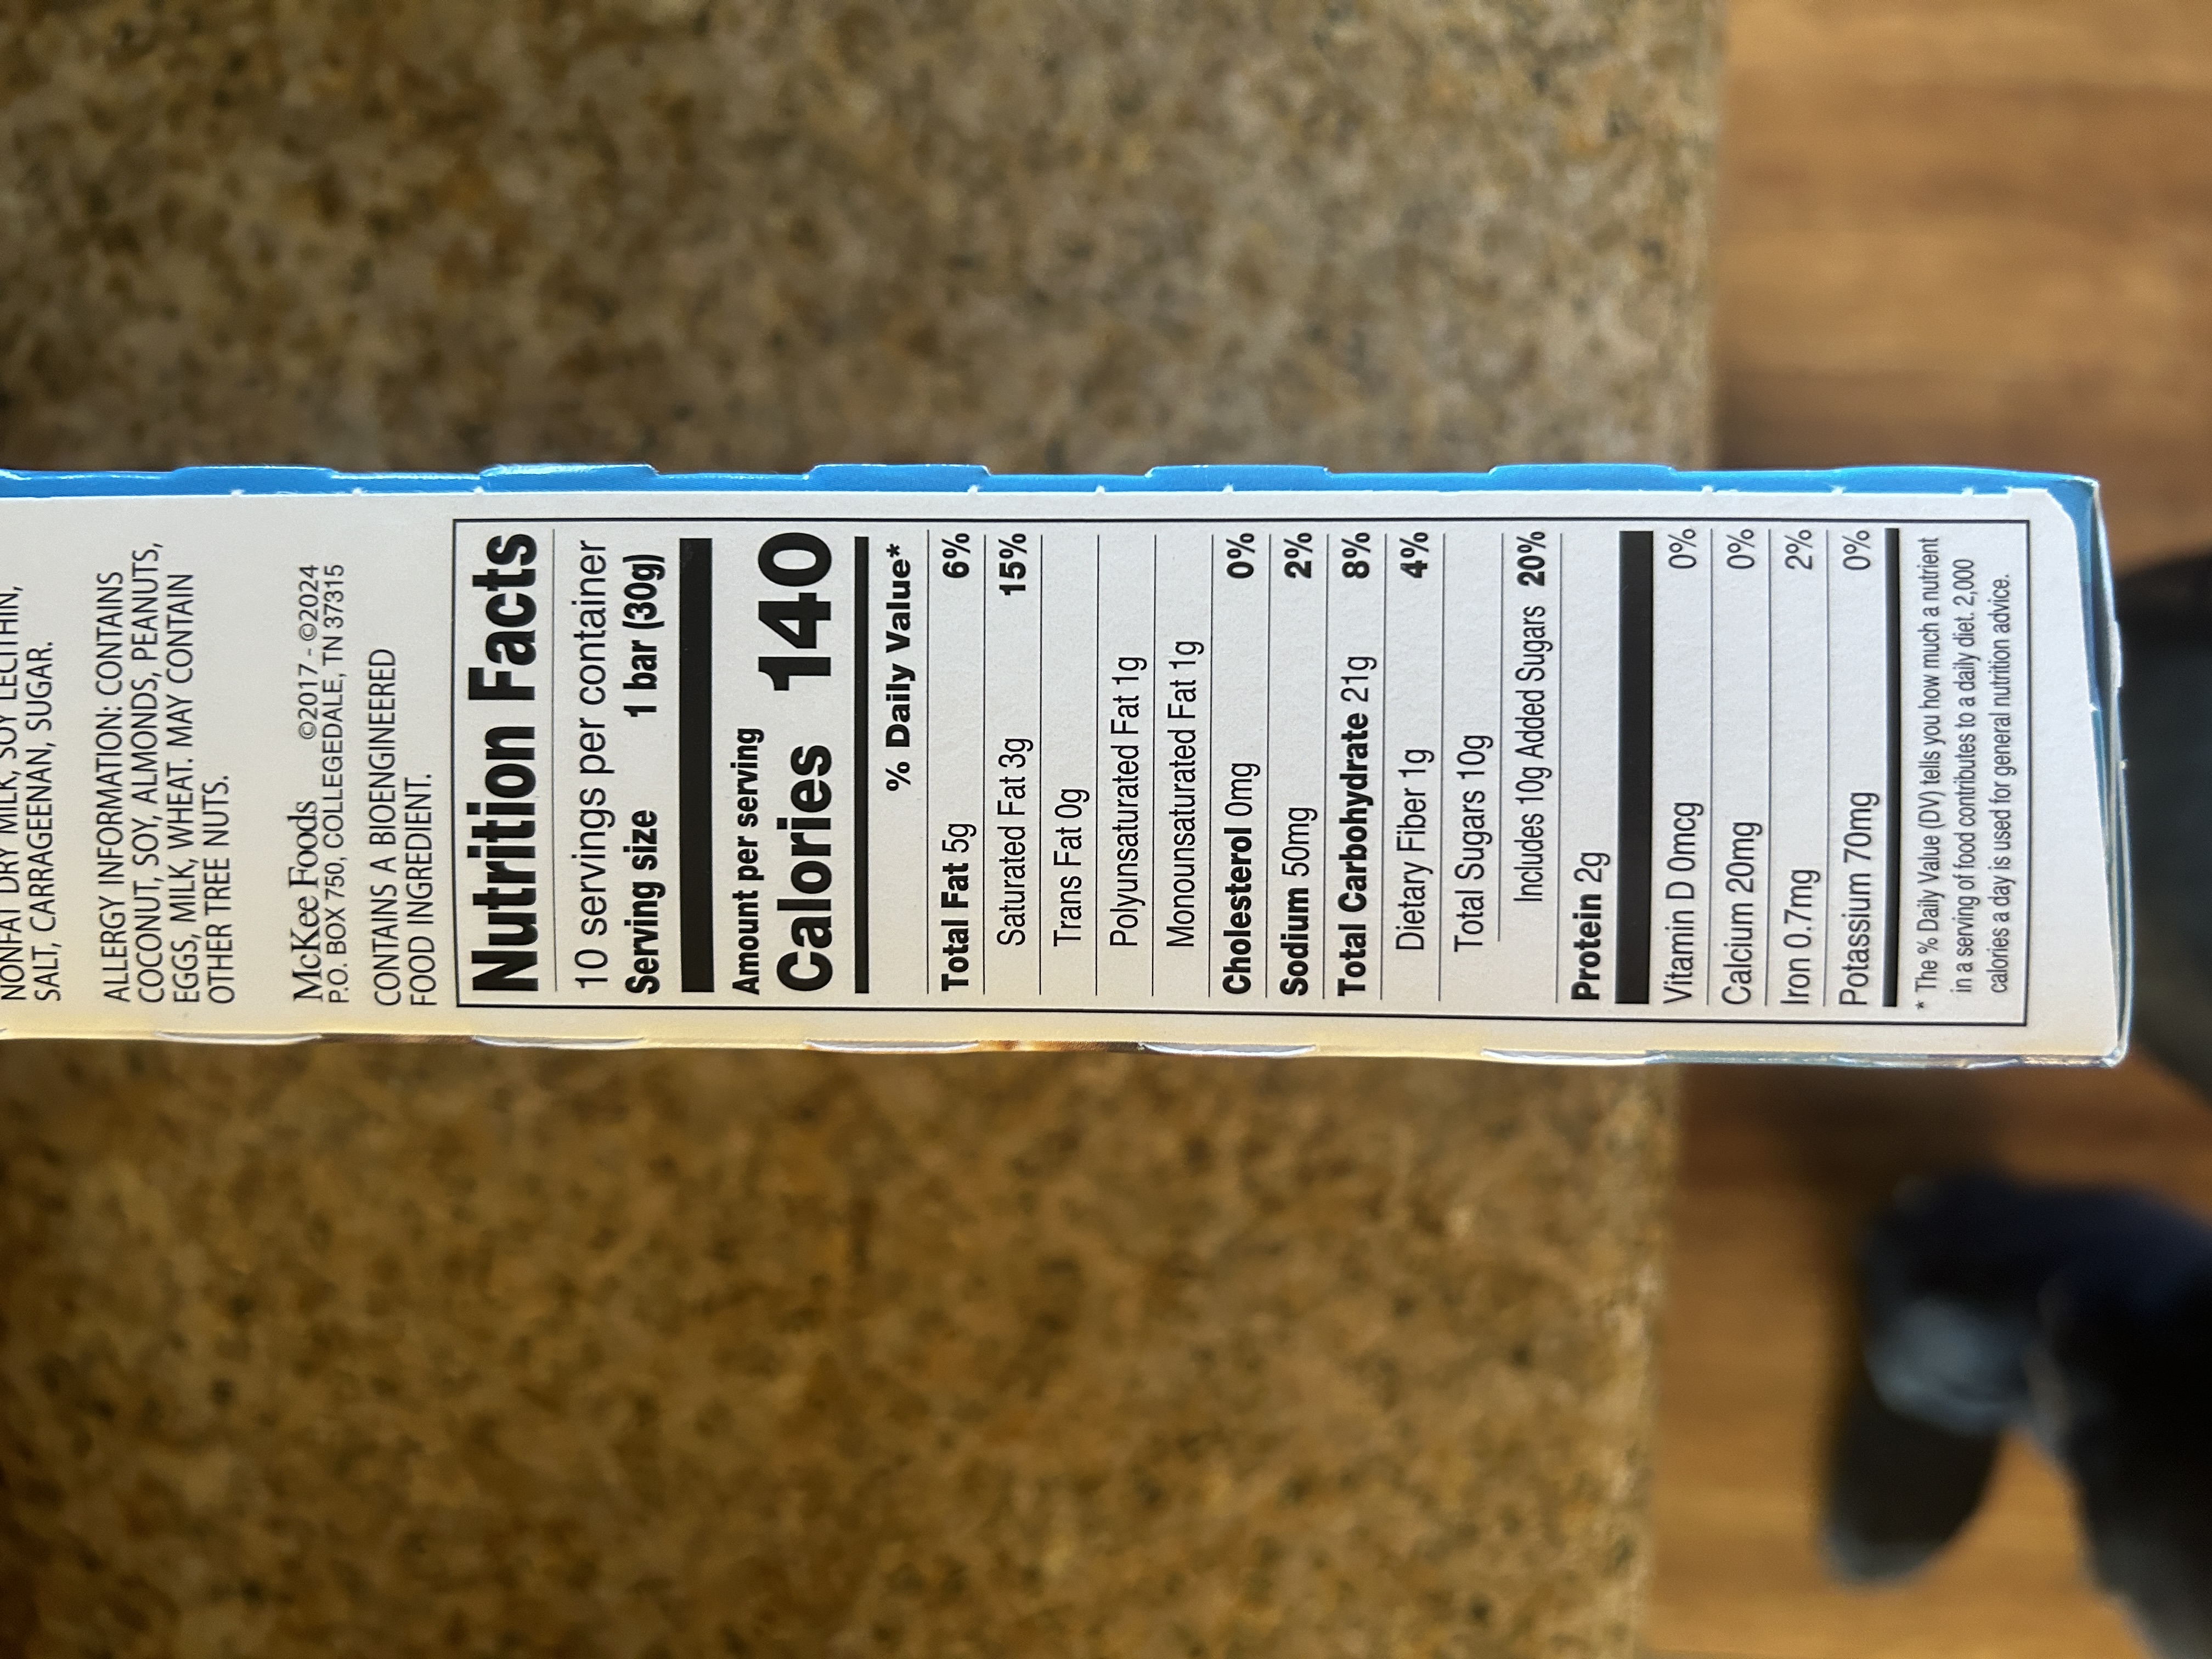 NONFAT DRY MILK, SOY LECITHIN,
SALT, CARRAGEENAN, SUGAR.
ALLERGY INFORMATION: CONTAINS
COCONUT, SOY, ALMONDS, PEANUTS,
EGGS, MILK, WHEAT. MAY CONTAIN
OTHER TREE NUTS.
McKee Foods ©2017 - ©2024
P.O. BOX 750, COLLEGEDALE, TN 37315
CONTAINS A BIOENGINEERED
FOOD INGREDIENT.
Nutrition Facts
10 servings per container
Serving size 1 bar (30g)
Amount per serving
Calories 140
% Daily Value*
Total Fat 5g 6%
Saturated Fat 3g 15%
Trans Fat 0g
Polyunsaturated Fat 1g
Monounsaturated Fat 1g
Cholesterol 0mg 0%
Sodium 50mg 2%
Total Carbohydrate 21g 8%
Dietary Fiber 1g 4%
Total Sugars 10g
Includes 10g Added Sugars 20%
Protein 2g
Vitamin D 0mcg 0%
Calcium 20mg 0%
Iron 0.7mg 2%
Potassium 70mg 0%
* The % Daily Value (DV) tells you how much a nutrient
in a serving of food contributes to a daily diet. 2,000
calories a day is used for general nutrition advice.